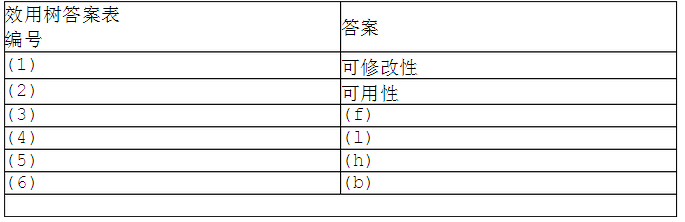 效用树答案表
编号
答案
(1)
可修改性
(2)
可用性
(3)
(f)
(4)
(l)
(5)
(h)
(6)
(b)